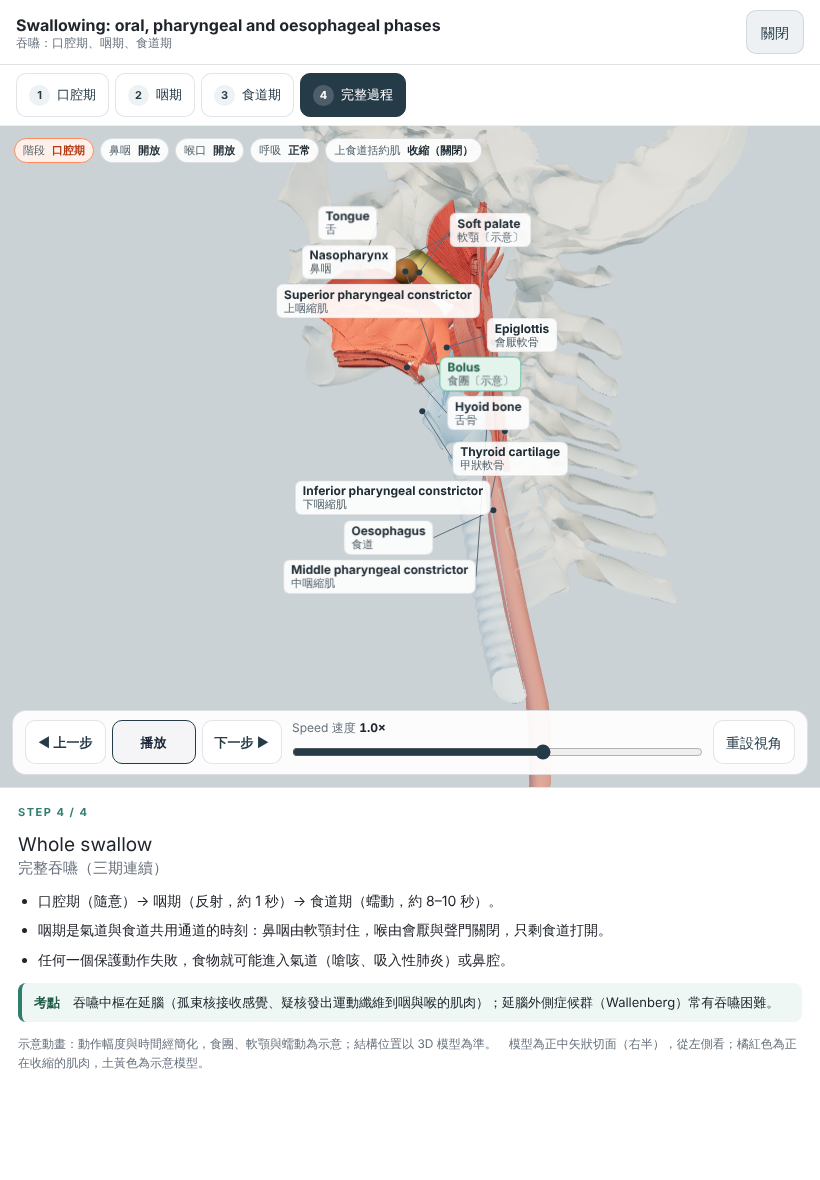 Swallowing: oral, pharyngeal and oesophageal phases
吞嚥：口腔期、咽期、食道期
關閉
1 口腔期
2 咽期
3 食道期
4 完整過程
階段 口腔期
鼻咽 開放
喉口 開放
呼吸 正常
上食道括約肌 收縮（關閉）
Tongue
舌
Soft palate
軟顎〔示意〕
Nasopharynx
鼻咽
Superior pharyngeal constrictor
上咽縮肌
Epiglottis
會厭軟骨
Bolus
食團〔示意〕
Hyoid bone
舌骨
Thyroid cartilage
甲狀軟骨
Inferior pharyngeal constrictor
下咽縮肌
Oesophagus
食道
Middle pharyngeal constrictor
中咽縮肌
◀ 上一步
播放
下一步 ▶
Speed 速度 1.0×
重設視角
STEP 4 / 4
Whole swallow
完整吞嚥（三期連續）
口腔期（隨意）→ 咽期（反射，約 1 秒）→ 食道期（蠕動，約 8–10 秒）。
咽期是氣道與食道共用通道的時刻：鼻咽由軟顎封住，喉由會厭與聲門關閉，只剩食道打開。
任何一個保護動作失敗，食物就可能進入氣道（嗆咳、吸入性肺炎）或鼻腔。
考點 吞嚥中樞在延腦（孤束核接收感覺、疑核發出運動纖維到咽與喉的肌肉）；延腦外側症候群（Wallenberg）常有吞嚥困難。
示意動畫：動作幅度與時間經簡化，食團、軟顎與蠕動為示意；結構位置以 3D 模型為準。 模型為正中矢狀切面（右半），從左側看；橘紅色為正
在收縮的肌肉，土黃色為示意模型。